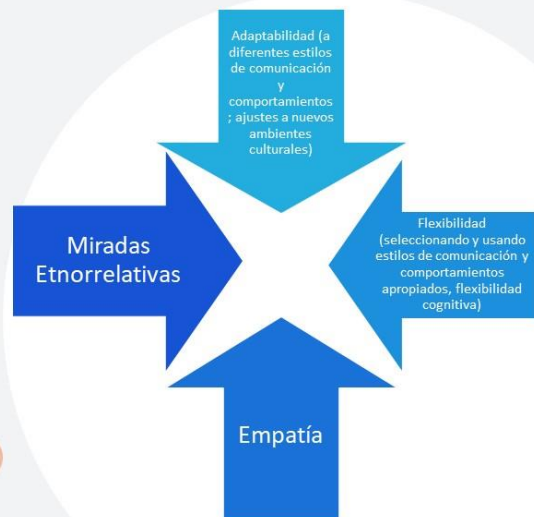 Adaptabilidad (a
diferentes estilos
de comunicación
y
comportamientos
; ajustes a nuevos
ambientes
culturales)
Miradas
Etnorrelativas
Flexibilidad
(seleccionando y usando
estilos de comunicación y
comportamientos
apropiados, flexibilidad
cognitiva)
Empatía